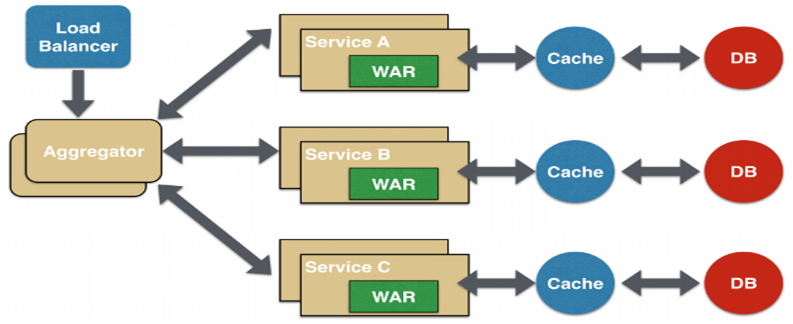 Load
Balancer
Aggregator
Service A
WAR
Cache
DB
Service B
WAR
Cache
DB
Service C
WAR
Cache
DB